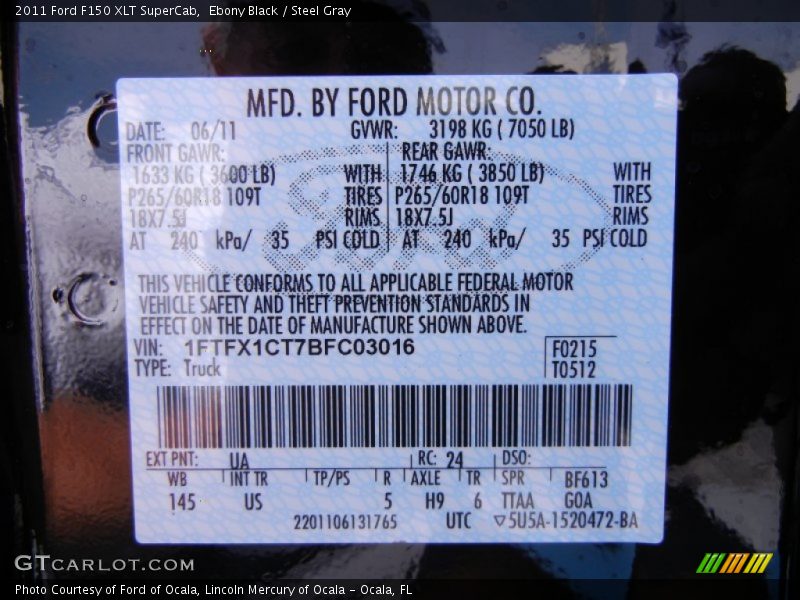 2011 Ford F150 XLT SuperCab, Ebony Black / Steel Gray
MFD. BY FORD MOTOR CO.
DATE: 06/11 GVWR: 3198 KG ( 7050 LB)
FRONT GAWR: REAR GAWR:
1633 KG ( 3600 LB) WITH 1746 KG ( 3850 LB) WITH
P265/60R18 109T TIRES P265/60R18 109T TIRES
18X7.5J RIMS 18X7.5J RIMS
AT 240 kPa/ 35 PSI COLD AT 240 kPa/ 35 PSI COLD
THIS VEHICLE CONFORMS TO ALL APPLICABLE FEDERAL MOTOR
VEHICLE SAFETY AND THEFT PREVENTION STANDARDS IN
EFFECT ON THE DATE OF MANUFACTURE SHOWN ABOVE.
VIN: 1FTFX1CT7BFC03016 F0215
TYPE: Truck T0512
EXT PNT: UA RC: 24 DSO:
WB INT TR TP/PS R AXLE TR SPR BF613
145 US 5 H9 6 TTAA GOA
2201106131765 UTC ▽5U5A-1520472-BA
GTCARLOT.COM
Photo Courtesy of Ford of Ocala, Lincoln Mercury of Ocala – Ocala, FL